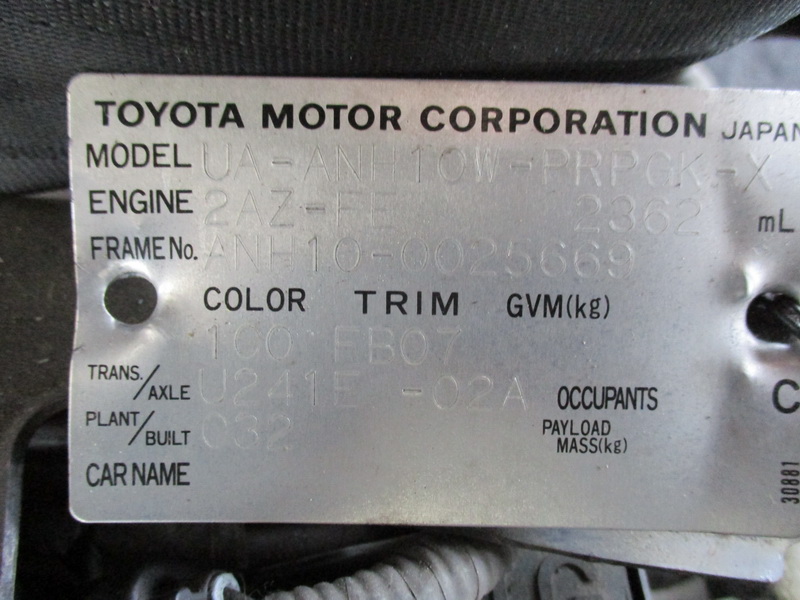 TOYOTA MOTOR CORPORATION JAPAN
MODEL UA-ANH10W-PRPGK-X
ENGINE 2AZ-FE 2362 mL
FRAME No. ANH10-0025669
COLOR TRIM GVM(kg)
1C0 FB07
TRANS./AXLE U241E -02A OCCUPANTS C
PLANT/BUILT 032 PAYLOAD MASS(kg)
CAR NAME
30881